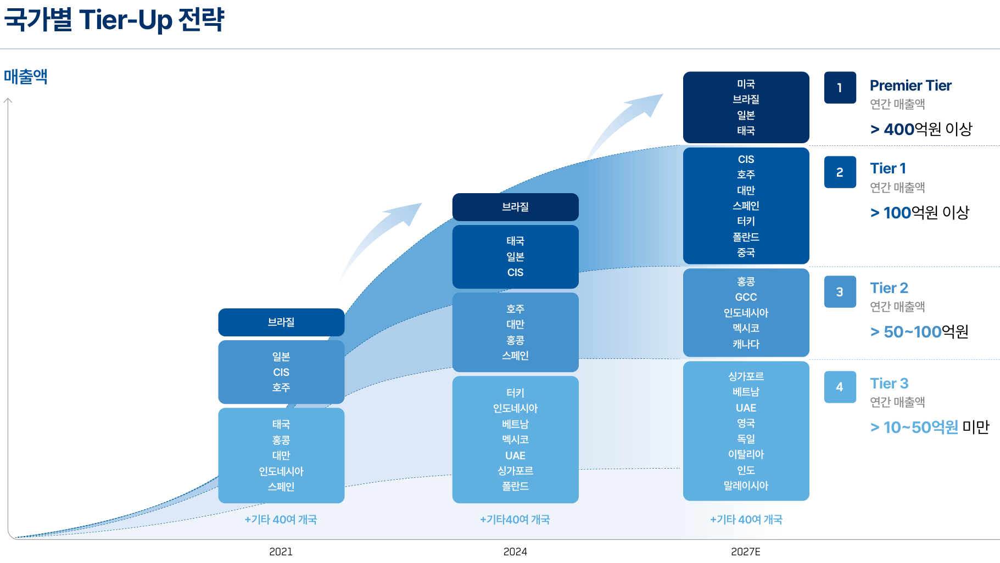 국가별 Tier-Up 전략
매출액
브라질
일본
CIS
호주
태국
홍콩
대만
인도네시아
스페인
+기타 40여 개국
2021
브라질
태국
일본
CIS
호주
대만
홍콩
스페인
터키
인도네시아
베트남
멕시코
UAE
싱가포르
폴란드
+기타40여 개국
2024
미국
브라질
일본
태국
CIS
호주
대만
스페인
터키
폴란드
중국
홍콩
GCC
인도네시아
멕시코
캐나다
싱가포르
베트남
UAE
영국
독일
이탈리아
인도
말레이시아
+기타 40여 개국
2027E
1
Premier Tier
연간 매출액
> 400억원 이상
2
Tier 1
연간 매출액
> 100억원 이상
3
Tier 2
연간 매출액
> 50~100억원
4
Tier 3
연간 매출액
> 10~50억원 미만